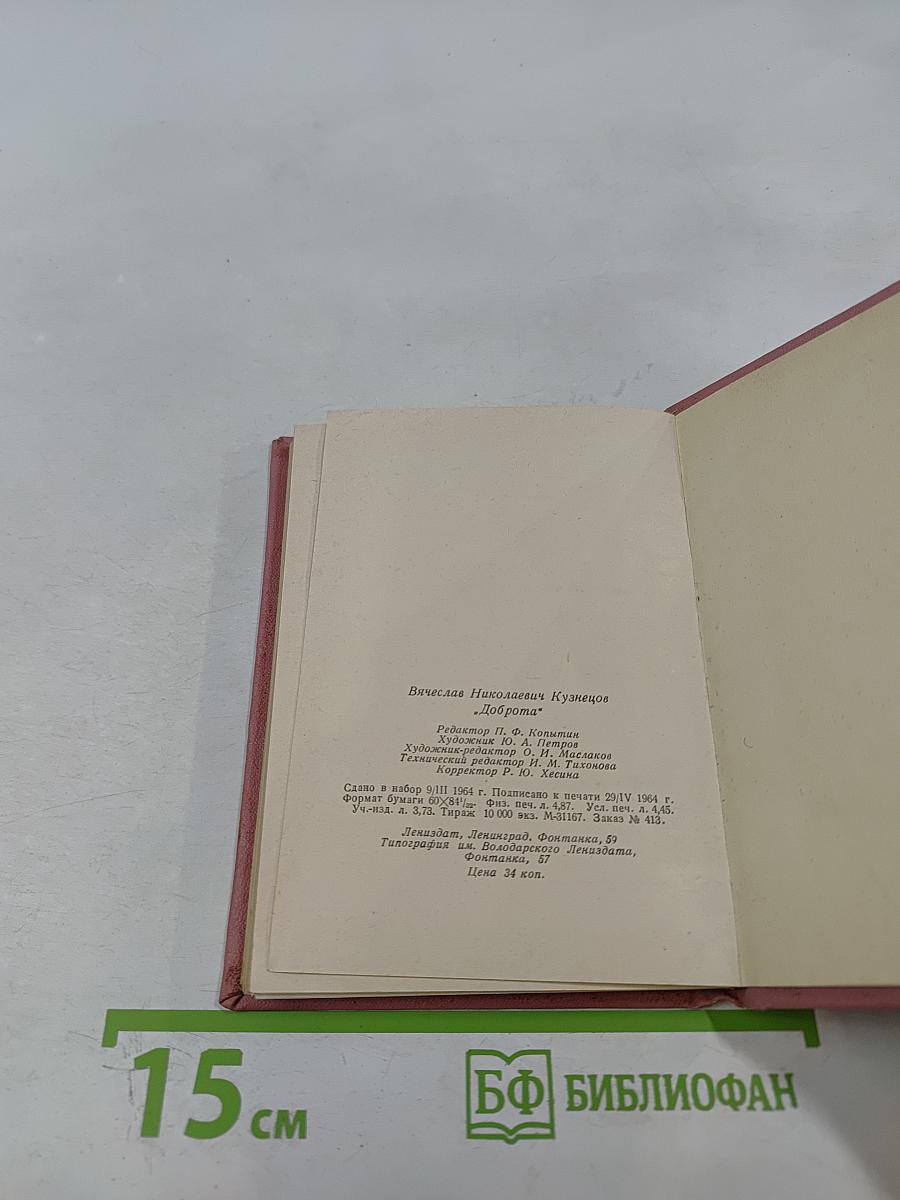 Вячеслав Николаевич Кузнецов
„Доброта“
Редактор П. Ф. Копытин
Художник Ю. А. Петров
Художник-редактор О. И. Маслаков
Технический редактор И. М. Тихонова
Корректор Р. Ю. Хесина
Сдано в набор 9/III 1964 г. Подписано к печати 29/IV 1964 г.
Формат бумаги 60×84¹/₃₂. Физ. печ. л. 4,87. Усл. печ. л. 4,45.
Уч.-изд. л. 3,73. Тираж 10 000 экз. М-31167. Заказ № 413.
Лениздат, Ленинград, Фонтанка, 59
Типография им. Володарского Лениздата,
Фонтанка, 57
Цена 34 коп.
15 см
БФ БИБЛИОФАН